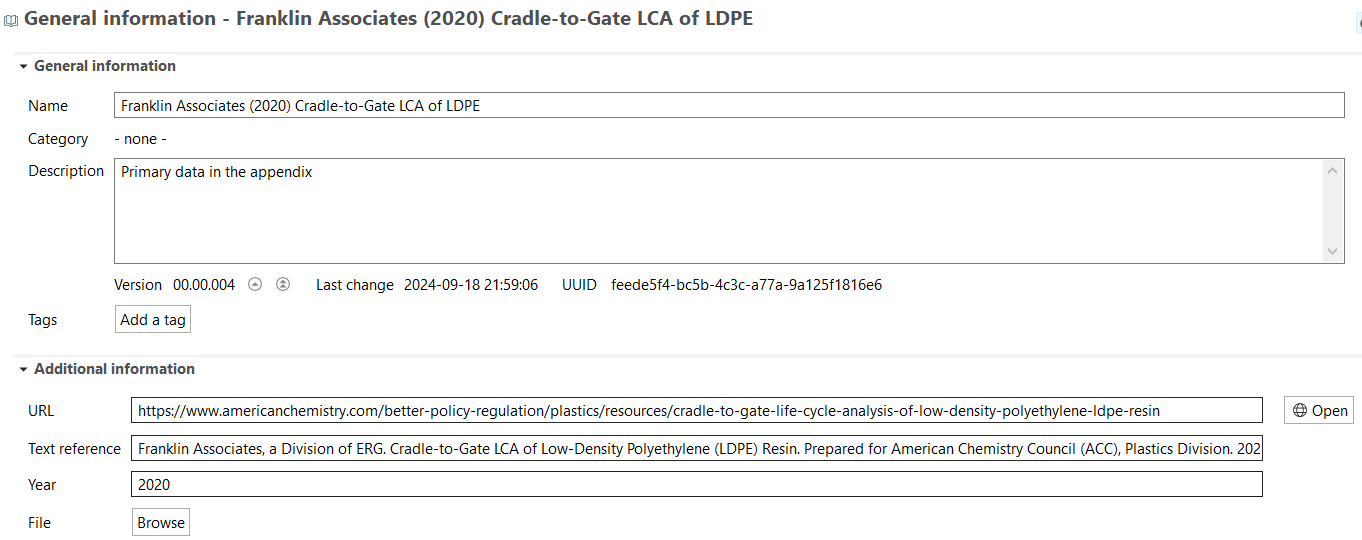 General information - Franklin Associates (2020) Cradle-to-Gate LCA of LDPE
General information
Name Franklin Associates (2020) Cradle-to-Gate LCA of LDPE
Category - none -
Description Primary data in the appendix
Version 00.00.004 Last change 2024-09-18 21:59:06 UUID feede5f4-bc5b-4c3c-a77a-9a125f1816e6
Tags Add a tag
Additional information
URL https://www.americanchemistry.com/better-policy-regulation/plastics/resources/cradle-to-gate-life-cycle-analysis-of-low-density-polyethylene-ldpe-resin Open
Text reference Franklin Associates, a Division of ERG. Cradle-to-Gate LCA of Low-Density Polyethylene (LDPE) Resin. Prepared for American Chemistry Council (ACC), Plastics Division. 202
Year 2020
File Browse